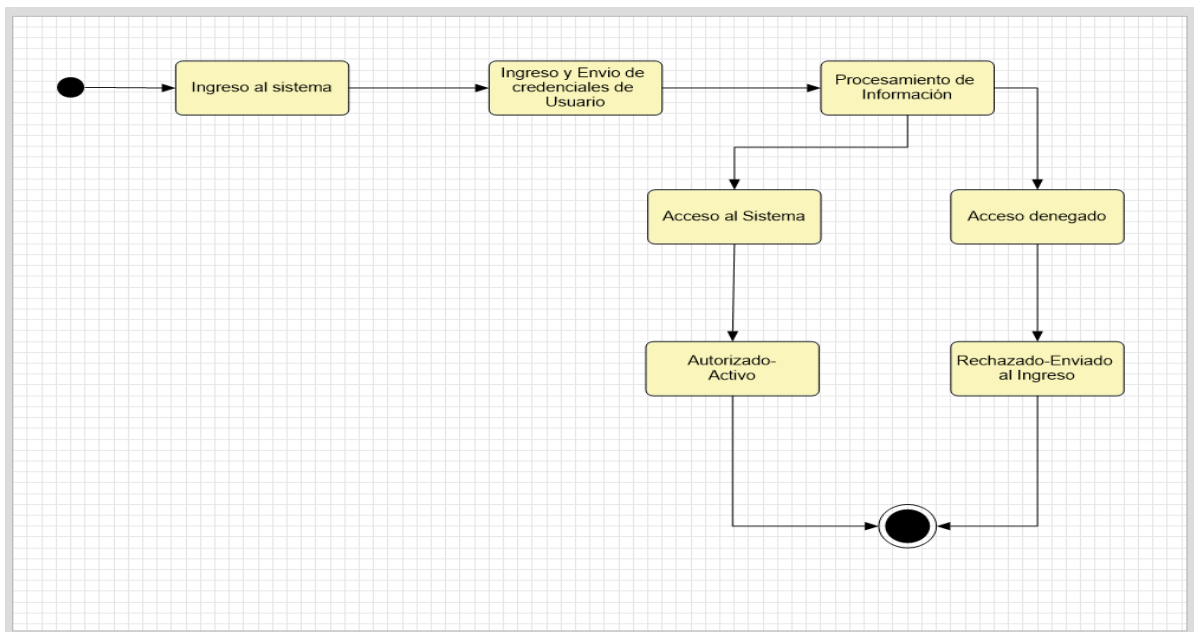 Ingreso al sistema
Ingreso y Envio de
credenciales de
Usuario
Procesamiento de
Información
Acceso al Sistema
Acceso denegado
Autorizado-
Activo
Rechazado-Enviado
al Ingreso